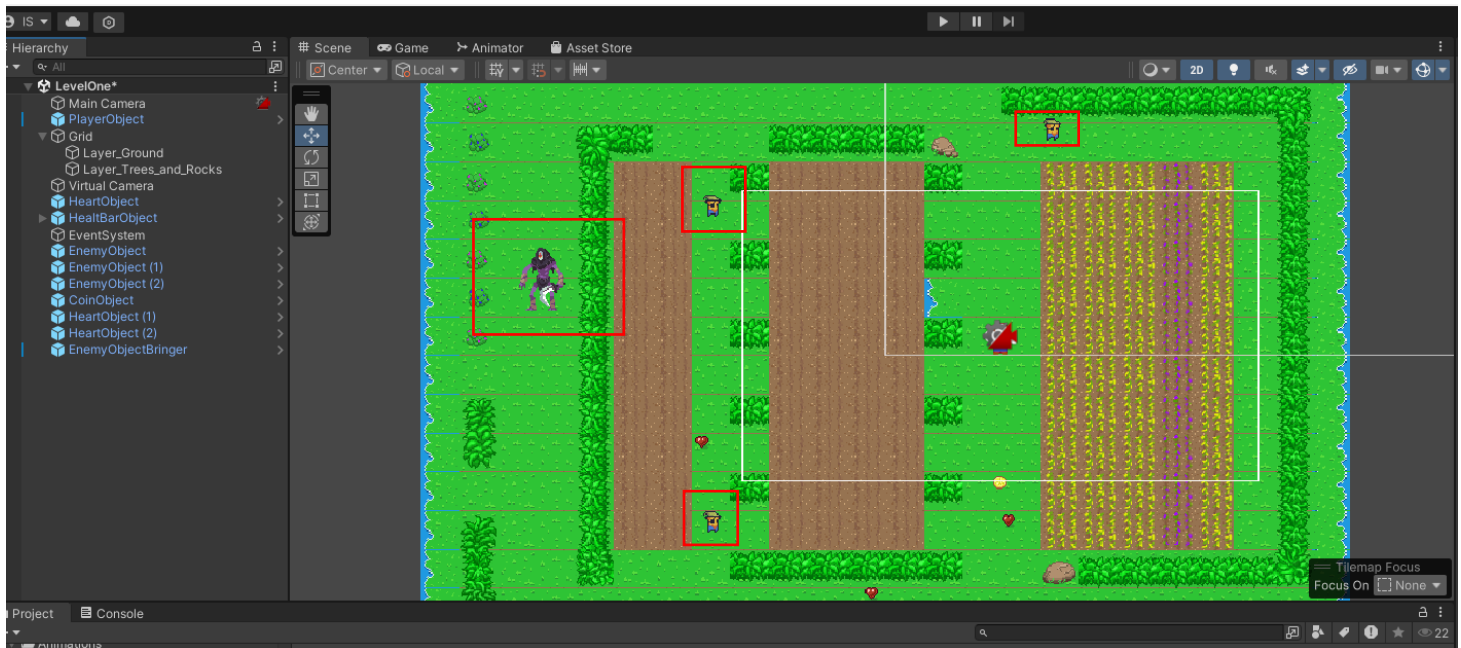 IS
Hierarchy
# Scene Game Animator Asset Store
All
Center Local
2D
LevelOne*
Main Camera
PlayerObject
Grid
Layer_Ground
Layer_Trees_and_Rocks
Virtual Camera
HeartObject
HealtBarObject
EventSystem
EnemyObject
EnemyObject (1)
EnemyObject (2)
CoinObject
HeartObject (1)
HeartObject (2)
EnemyObjectBringer
Tilemap Focus
Focus On None
Project Console
22
Animations